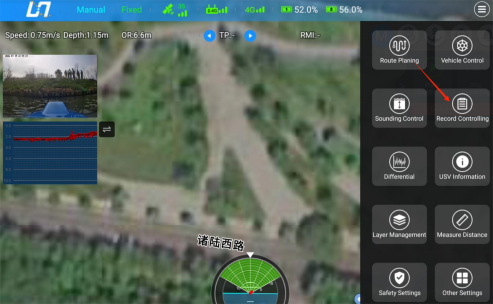 Manual Fixed 4G 52.0% 56.0%
Speed:0.75m/s Depth:1.15m OR:6.6m TP:-- RMI:--
Route Planing Vehicle Control
Sounding Control Record Controlling
Differential USV Information
Layer Management Measure Distance
Safety Settings Other Settings
诸陆西路